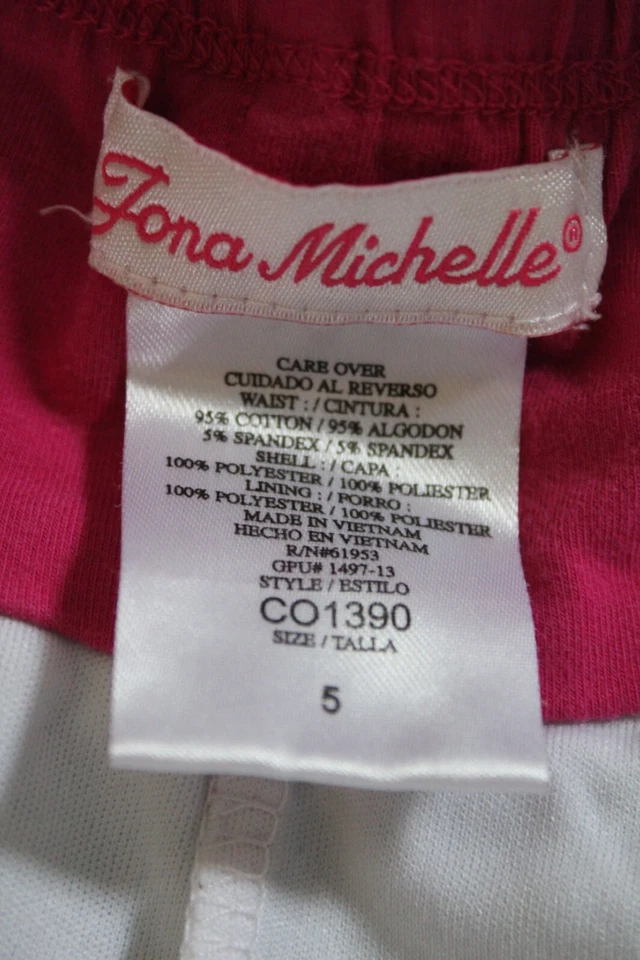 Jona Michelle®
CARE OVER
CUIDADO AL REVERSO
WAIST : / CINTURA :
95% COTTON / 95% ALGODON
5% SPANDEX / 5% SPANDEX
SHELL : / CAPA :
100% POLYESTER / 100% POLIESTER
LINING : / FORRO :
100% POLYESTER / 100% POLIESTER
MADE IN VIETNAM
HECHO EN VIETNAM
R/N#61953
GPU# 1497-13
STYLE / ESTILO
CO1390
SIZE / TALLA
5